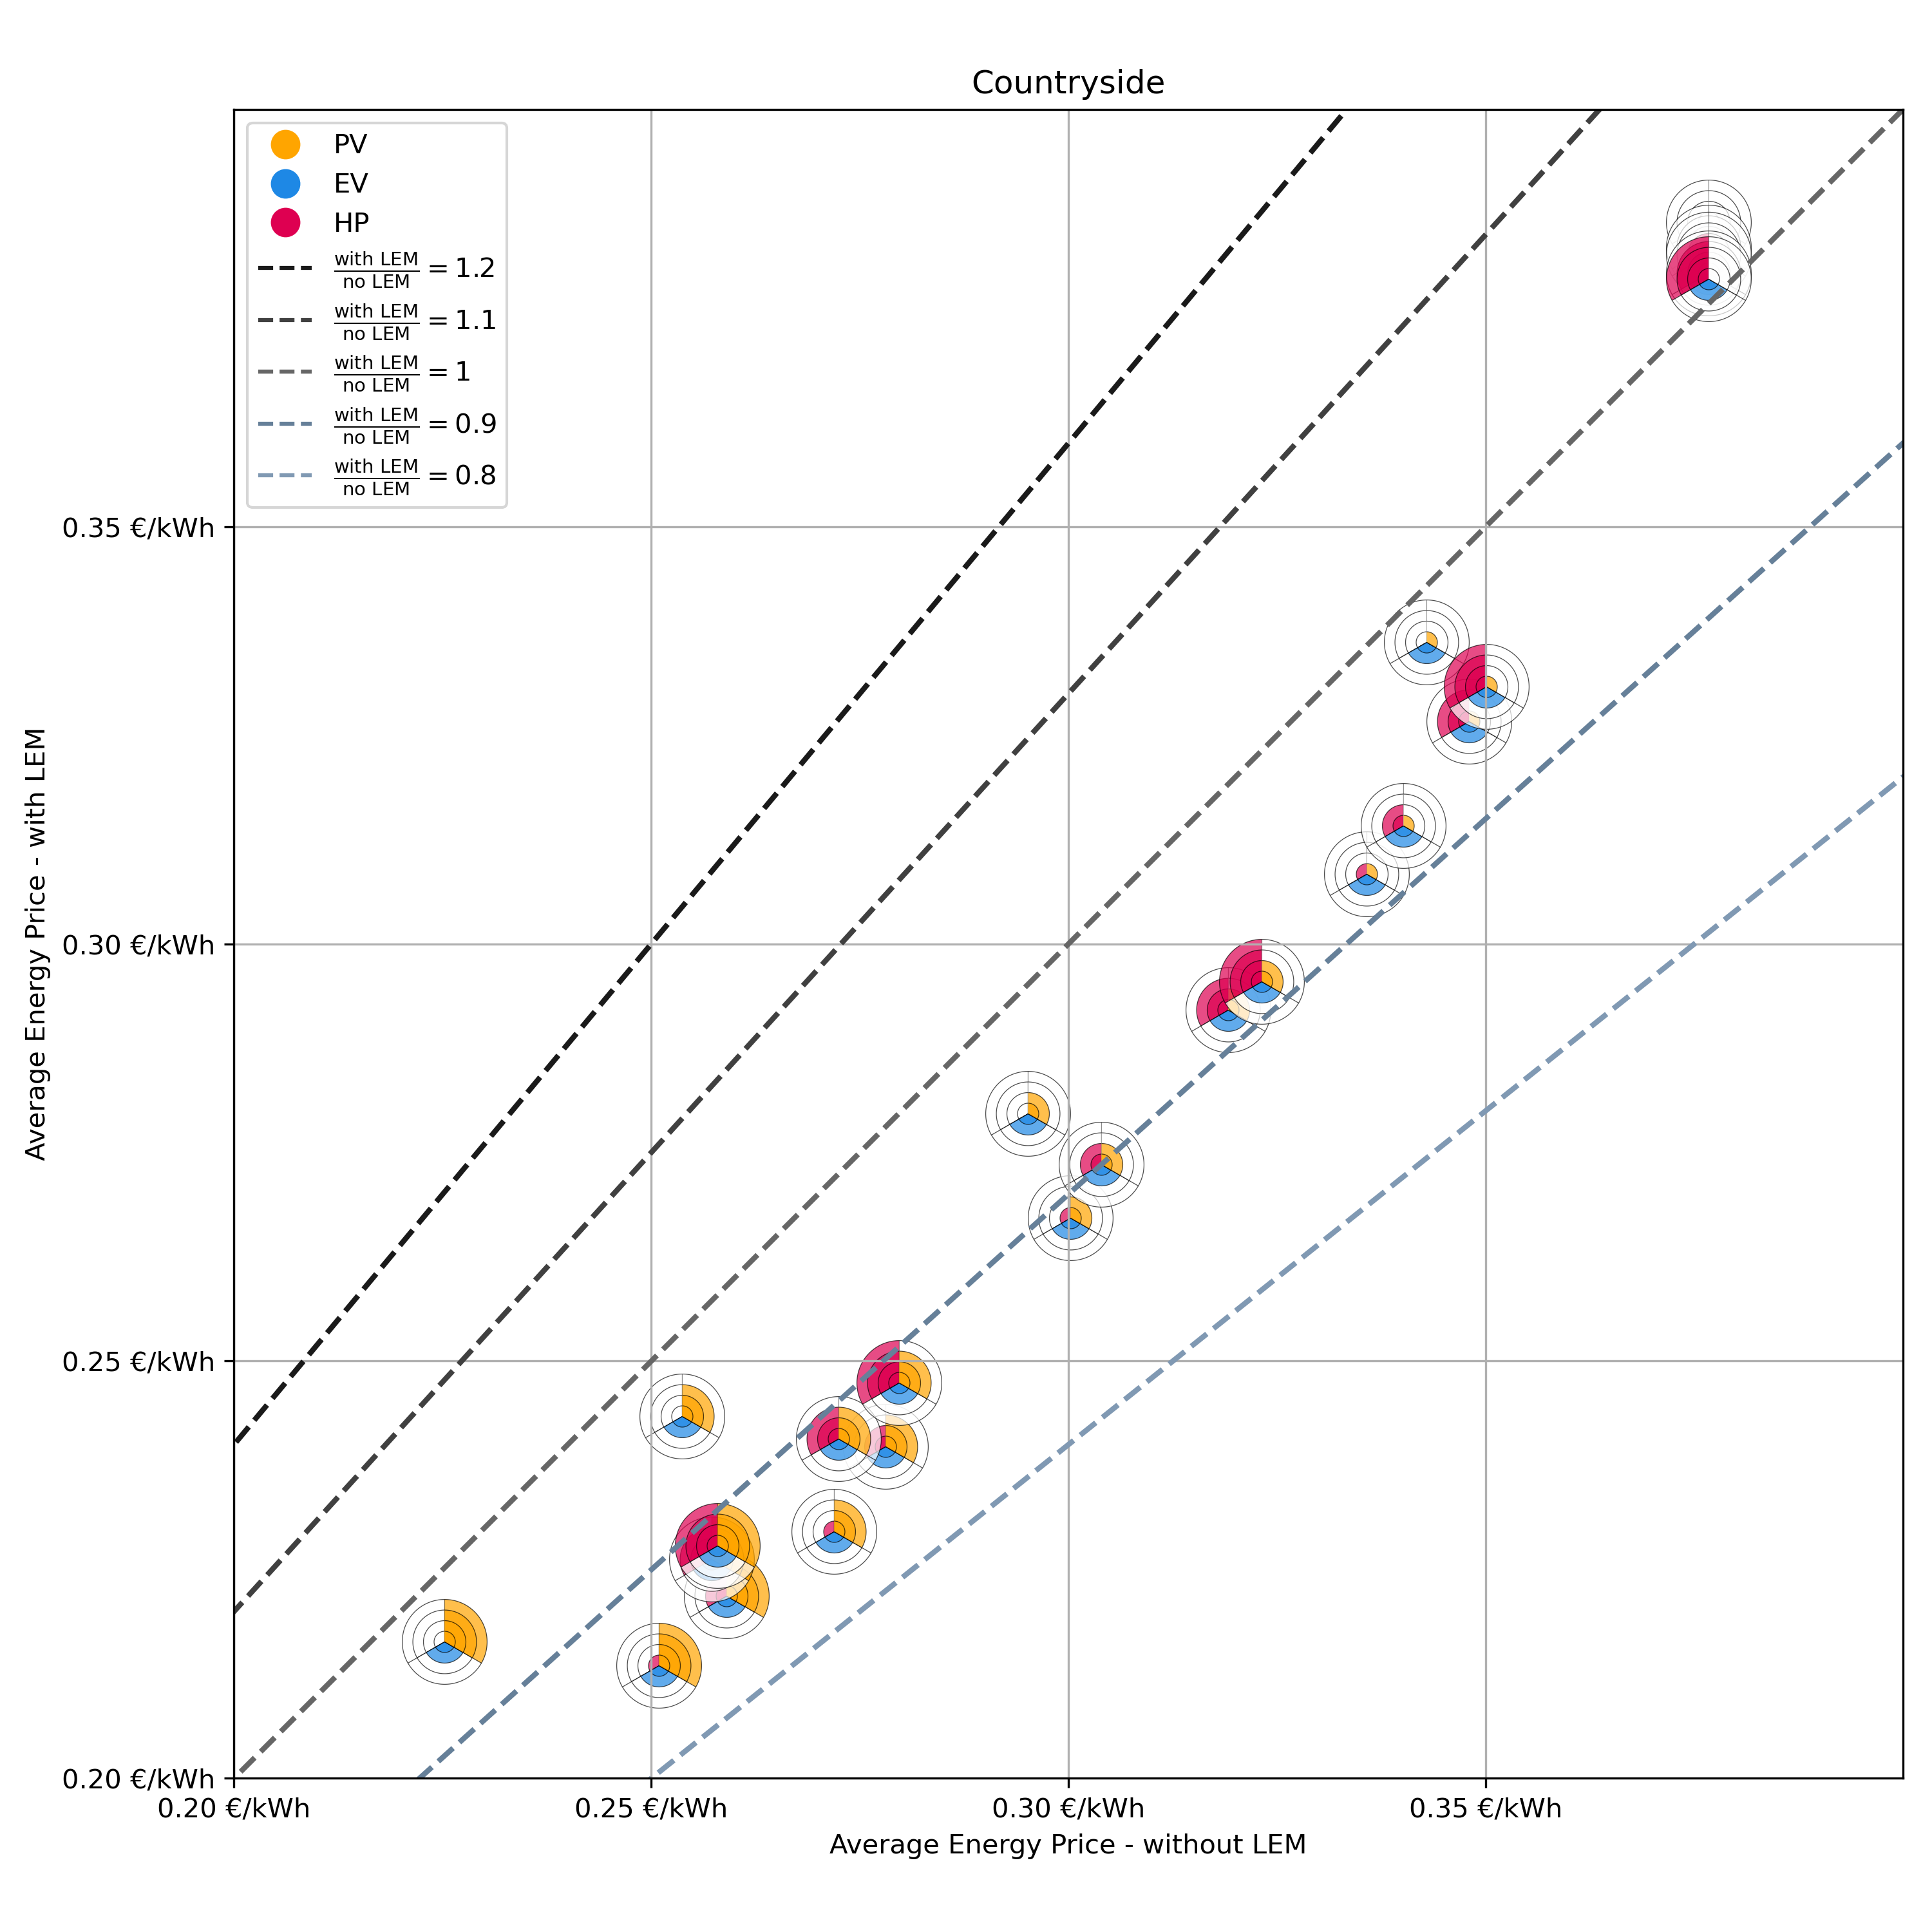 Countryside
PV
EV
HP
with LEM / no LEM = 1.2
with LEM / no LEM = 1.1
with LEM / no LEM = 1
with LEM / no LEM = 0.9
with LEM / no LEM = 0.8
Average Energy Price - with LEM
0.35 €/kWh
0.30 €/kWh
0.25 €/kWh
0.20 €/kWh
0.20 €/kWh
0.25 €/kWh
0.30 €/kWh
0.35 €/kWh
Average Energy Price - without LEM